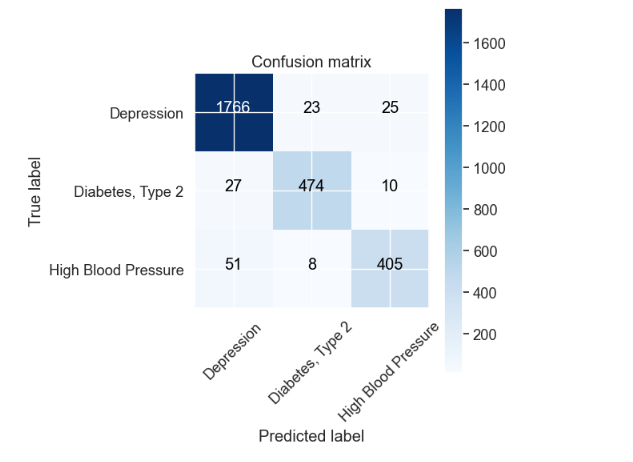 Confusion matrix
True label
Depression 1766 23 25
Diabetes, Type 2 27 474 10
High Blood Pressure 51 8 405
Depression
Diabetes, Type 2
High Blood Pressure
Predicted label
1600
1400
1200
1000
800
600
400
200